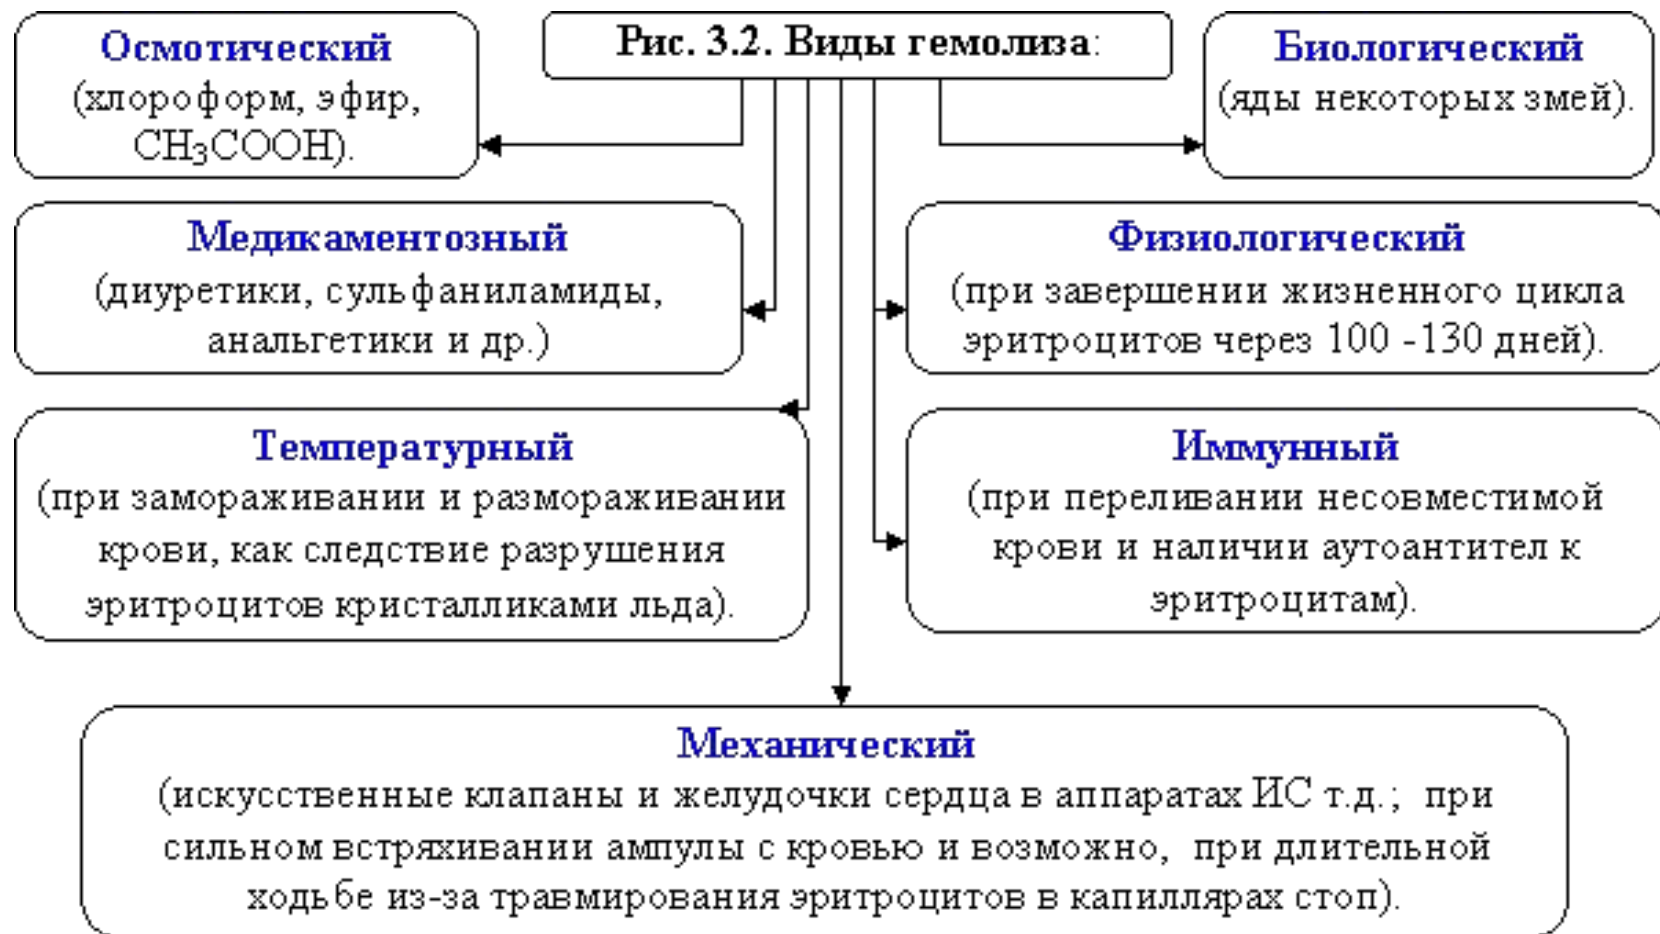 Рис. 3.2. Виды гемолиза:
Осмотический
(хлороформ, эфир,
CH₃COOH).
Биологический
(яды некоторых змей).
Медикаментозный
(диуретики, сульфаниламиды,
анальгетики и др.)
Физиологический
(при завершении жизненного цикла
эритроцитов через 100 -130 дней).
Температурный
(при замораживании и размораживании
крови, как следствие разрушения
эритроцитов кристалликами льда).
Иммунный
(при переливании несовместимой
крови и наличии аутоантител к
эритроцитам).
Механический
(искусственные клапаны и желудочки сердца в аппаратах ИС т.д.; при
сильном встряхивании ампулы с кровью и возможно, при длительной
ходьбе из-за травмирования эритроцитов в капиллярах стоп).